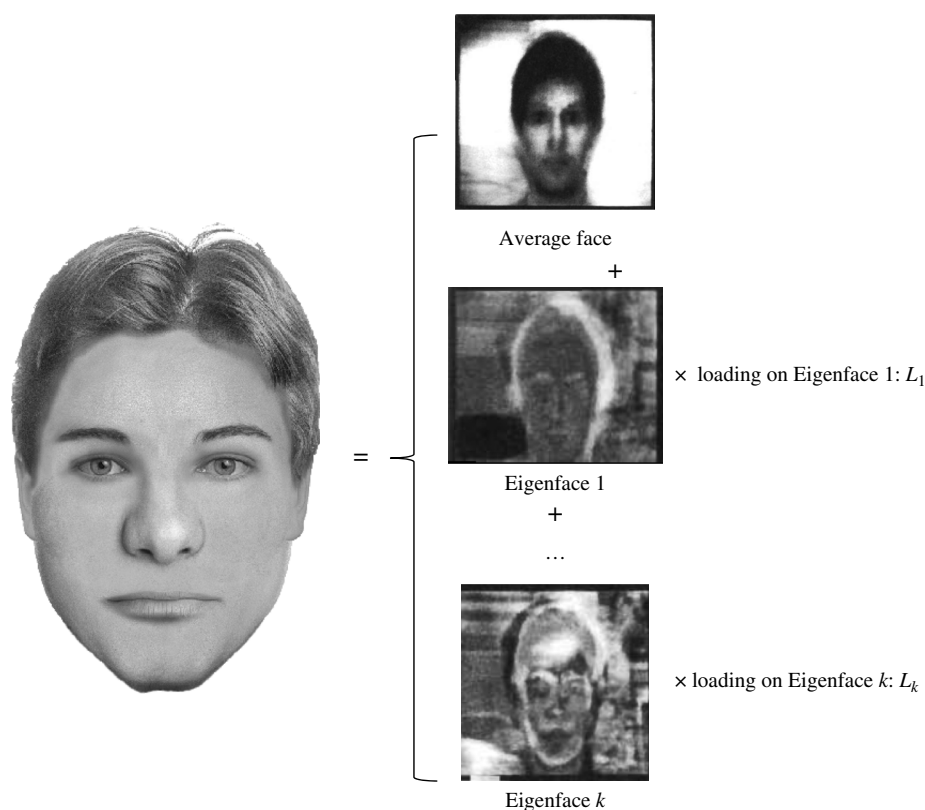 Average face
+
Eigenface 1
× loading on Eigenface 1: L₁
=
+
...
Eigenface k
× loading on Eigenface k: Lₖ